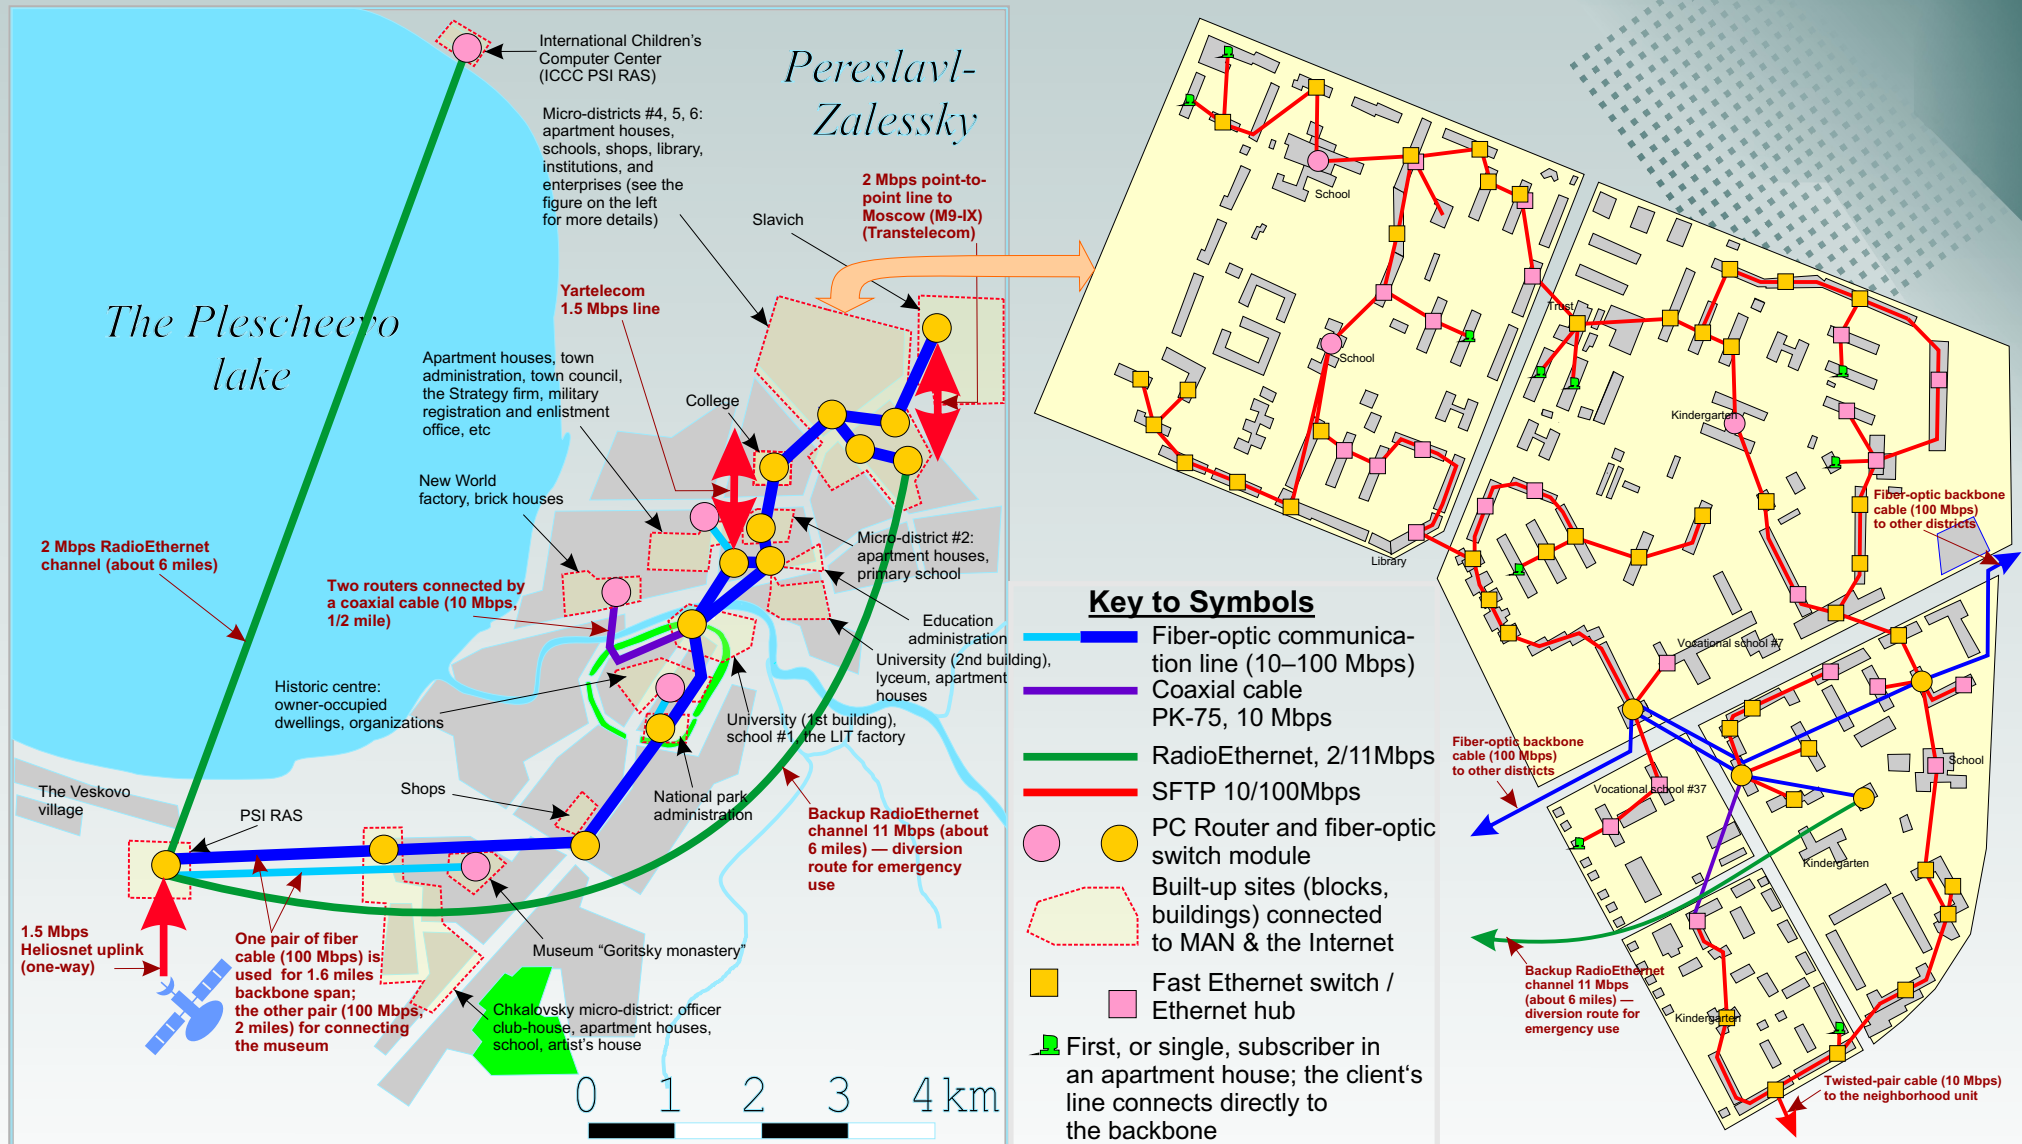 International Children's
Computer Center
(ICCC PSI RAS)
Pereslavl-
Zalessky
Micro-districts #4, 5, 6:
apartment houses,
schools, shops, library,
institutions, and
enterprises (see the
figure on the left
for more details)
2 Mbps point-to-
point line to
Moscow (M9-IX)
(Transtelecom)
Slavich
Yartelecom
1.5 Mbps line
The Plescheevo
lake
Apartment houses, town
administration, town council,
the Strategy firm, military
registration and enlistment
office, etc
College
New World
factory, brick houses
2 Mbps RadioEthernet
channel (about 6 miles)
Two routers connected by
a coaxial cable (10 Mbps,
1/2 mile)
Micro-district #2:
apartment houses,
primary school
Education
administration
University (2nd building),
lyceum, apartment
houses
Historic centre:
owner-occupied
dwellings, organizations
University (1st building),
school #1, the LIT factory
The Veskovo
village
PSI RAS
Shops
National park
administration
Backup RadioEthernet
channel 11 Mbps (about
6 miles) — diversion
route for emergency
use
1.5 Mbps
Heliosnet uplink
(one-way)
One pair of fiber
cable (100 Mbps) is
used for 1.6 miles
backbone span;
the other pair (100 Mbps,
2 miles) for connecting
the museum
Museum “Goritsky monastery”
Chkalovsky micro-district: officer
club-house, apartment houses,
school, artist's house
0 1 2 3 4 km
Key to Symbols
Fiber-optic communica-
tion line (10–100 Mbps)
Coaxial cable
PK-75, 10 Mbps
RadioEthernet, 2/11Mbps
SFTP 10/100Mbps
PC Router and fiber-optic
switch module
Built-up sites (blocks,
buildings) connected
to MAN & the Internet
Fast Ethernet switch /
Ethernet hub
First, or single, subscriber in
an apartment house; the client‘s
line connects directly to
the backbone
School
Trust
School
Kindergarten
Fiber-optic backbone
cable (100 Mbps)
to other districts
Library
Vocational school #7
Fiber-optic backbone
cable (100 Mbps)
to other districts
School
Vocational school #37
Kindergarten
Backup RadioEthernet
channel 11 Mbps
(about 6 miles) —
diversion route for
emergency use
Kindergarten
Twisted-pair cable (10 Mbps)
to the neighborhood unit